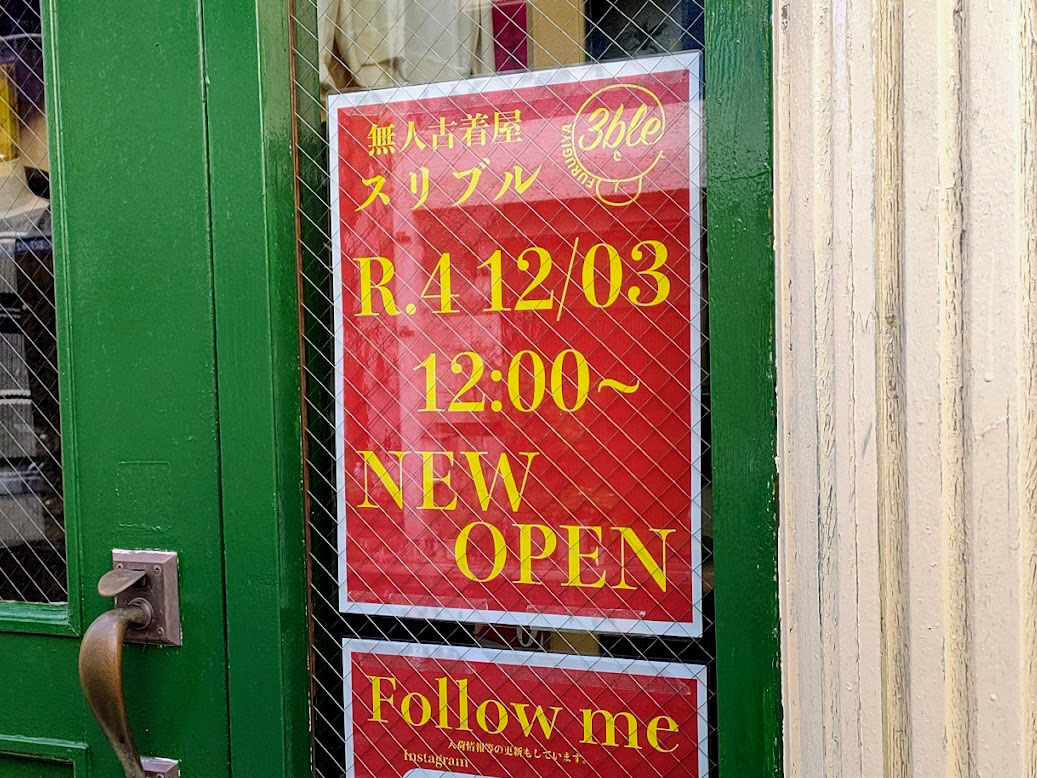 無人古着屋
スリブル
3ble
FURUGIYA
R.4 12/03
12:00~
NEW
OPEN
Follow me
入荷情報等の更新もしています。
Instagram